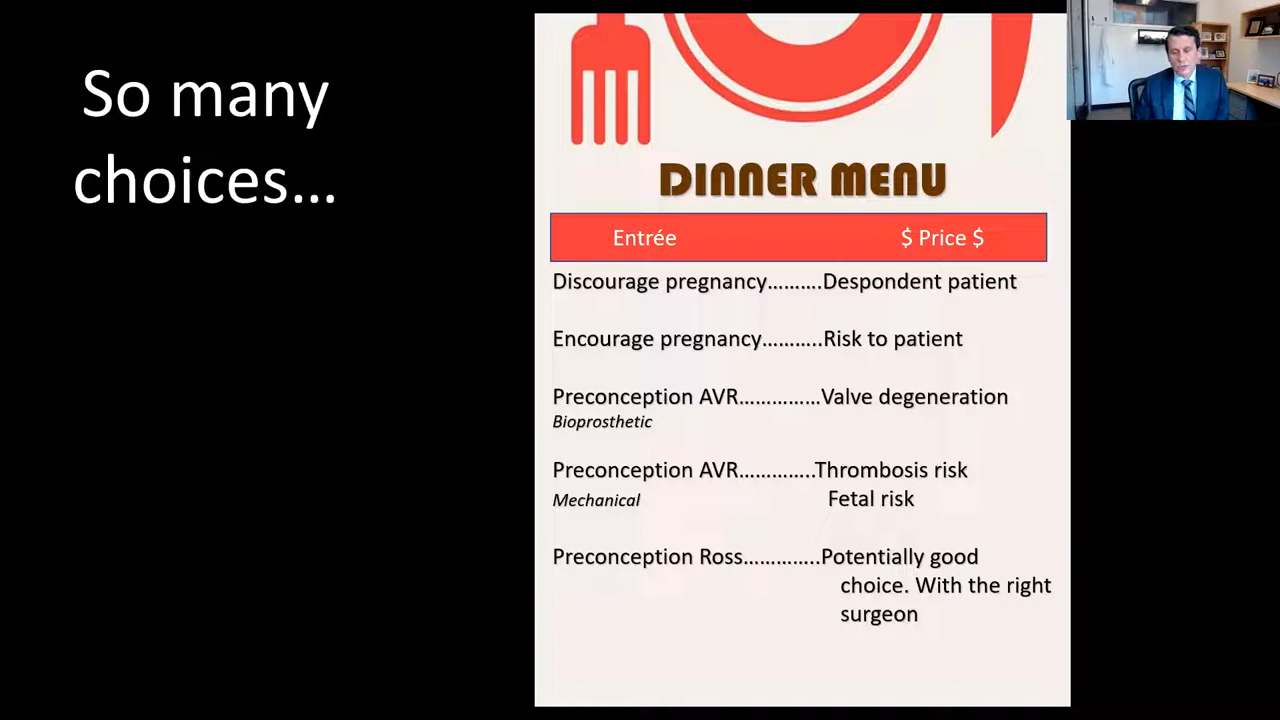 So many
choices…
DINNER MENU
Entrée $ Price $
Discourage pregnancy……….Despondent patient
Encourage pregnancy………..Risk to patient
Preconception AVR……………Valve degeneration
Bioprosthetic
Preconception AVR…………..Thrombosis risk
Mechanical Fetal risk
Preconception Ross…………..Potentially good
choice. With the right
surgeon